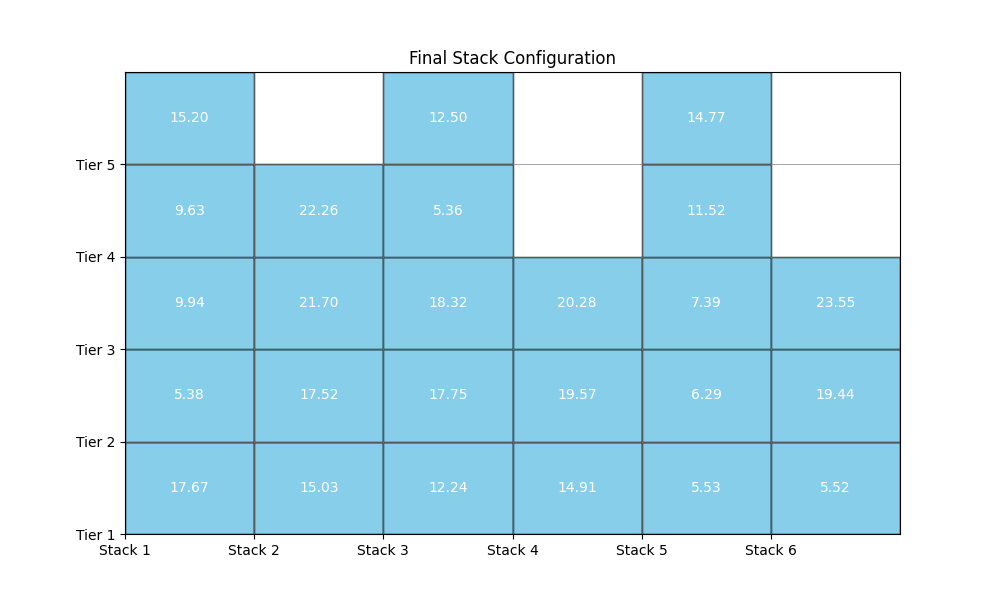 Final Stack Configuration
15.20 12.50 14.77
Tier 5
9.63 22.26 5.36 11.52
Tier 4
9.94 21.70 18.32 20.28 7.39 23.55
Tier 3
5.38 17.52 17.75 19.57 6.29 19.44
Tier 2
17.67 15.03 12.24 14.91 5.53 5.52
Tier 1
Stack 1 Stack 2 Stack 3 Stack 4 Stack 5 Stack 6